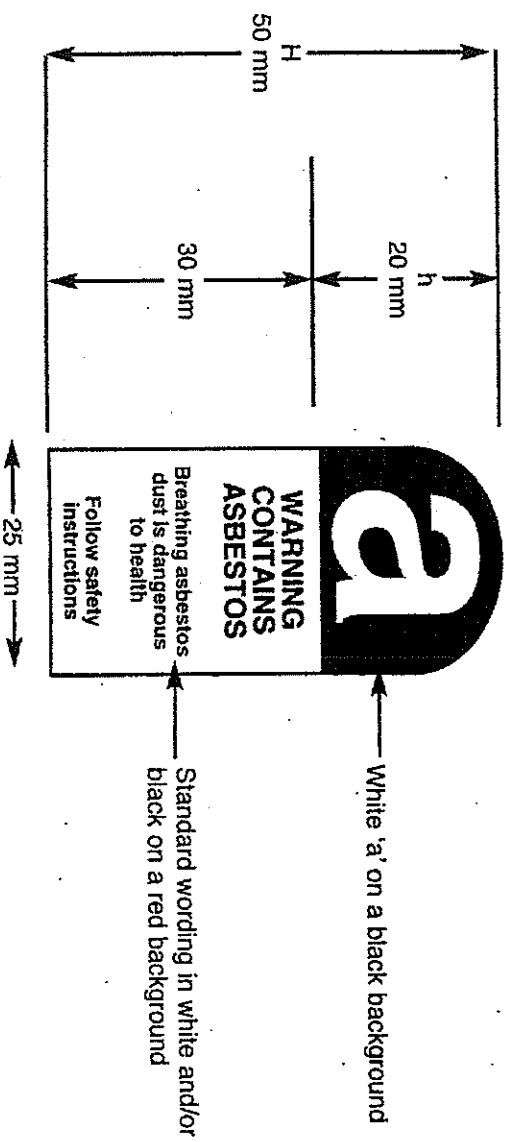 H
50 mm
h
20 mm
30 mm
a
WARNING
CONTAINS
ASBESTOS
Breathing asbestos
dust is dangerous
to health
Follow safety
instructions
25 mm
White 'a' on a black background
Standard wording in white and/or
black on a red background